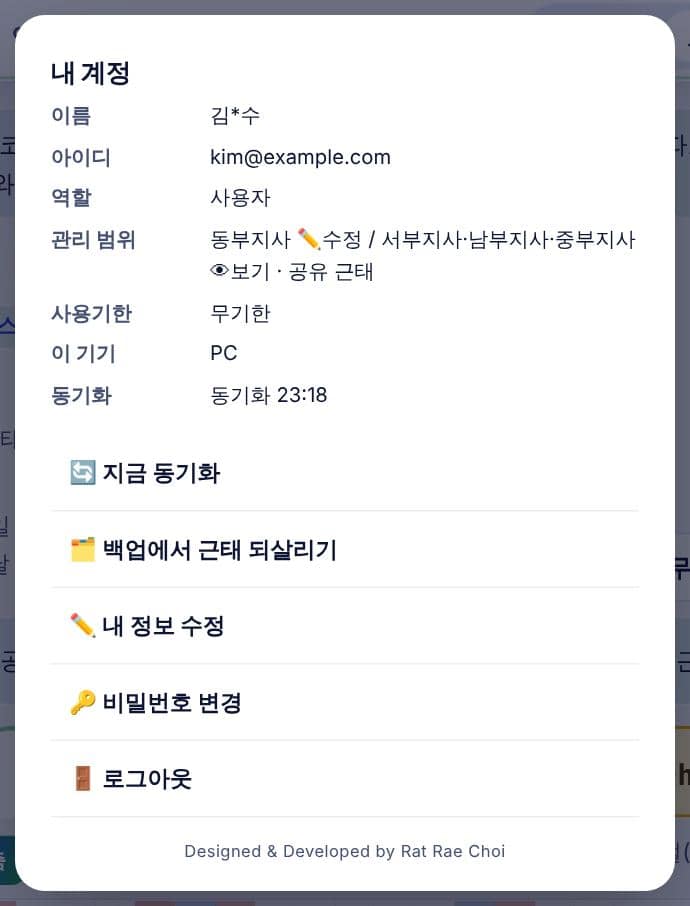 내 계정
이름 김*수
아이디 kim@example.com
역할 사용자
관리 범위 동부지사 ✏️수정 / 서부지사·남부지사·중부지사
👁보기 · 공유 근태
사용기한 무기한
이 기기 PC
동기화 동기화 23:18
🔄 지금 동기화
🗂️ 백업에서 근태 되살리기
✏️ 내 정보 수정
🔑 비밀번호 변경
🚪 로그아웃
Designed & Developed by Rat Rae Choi